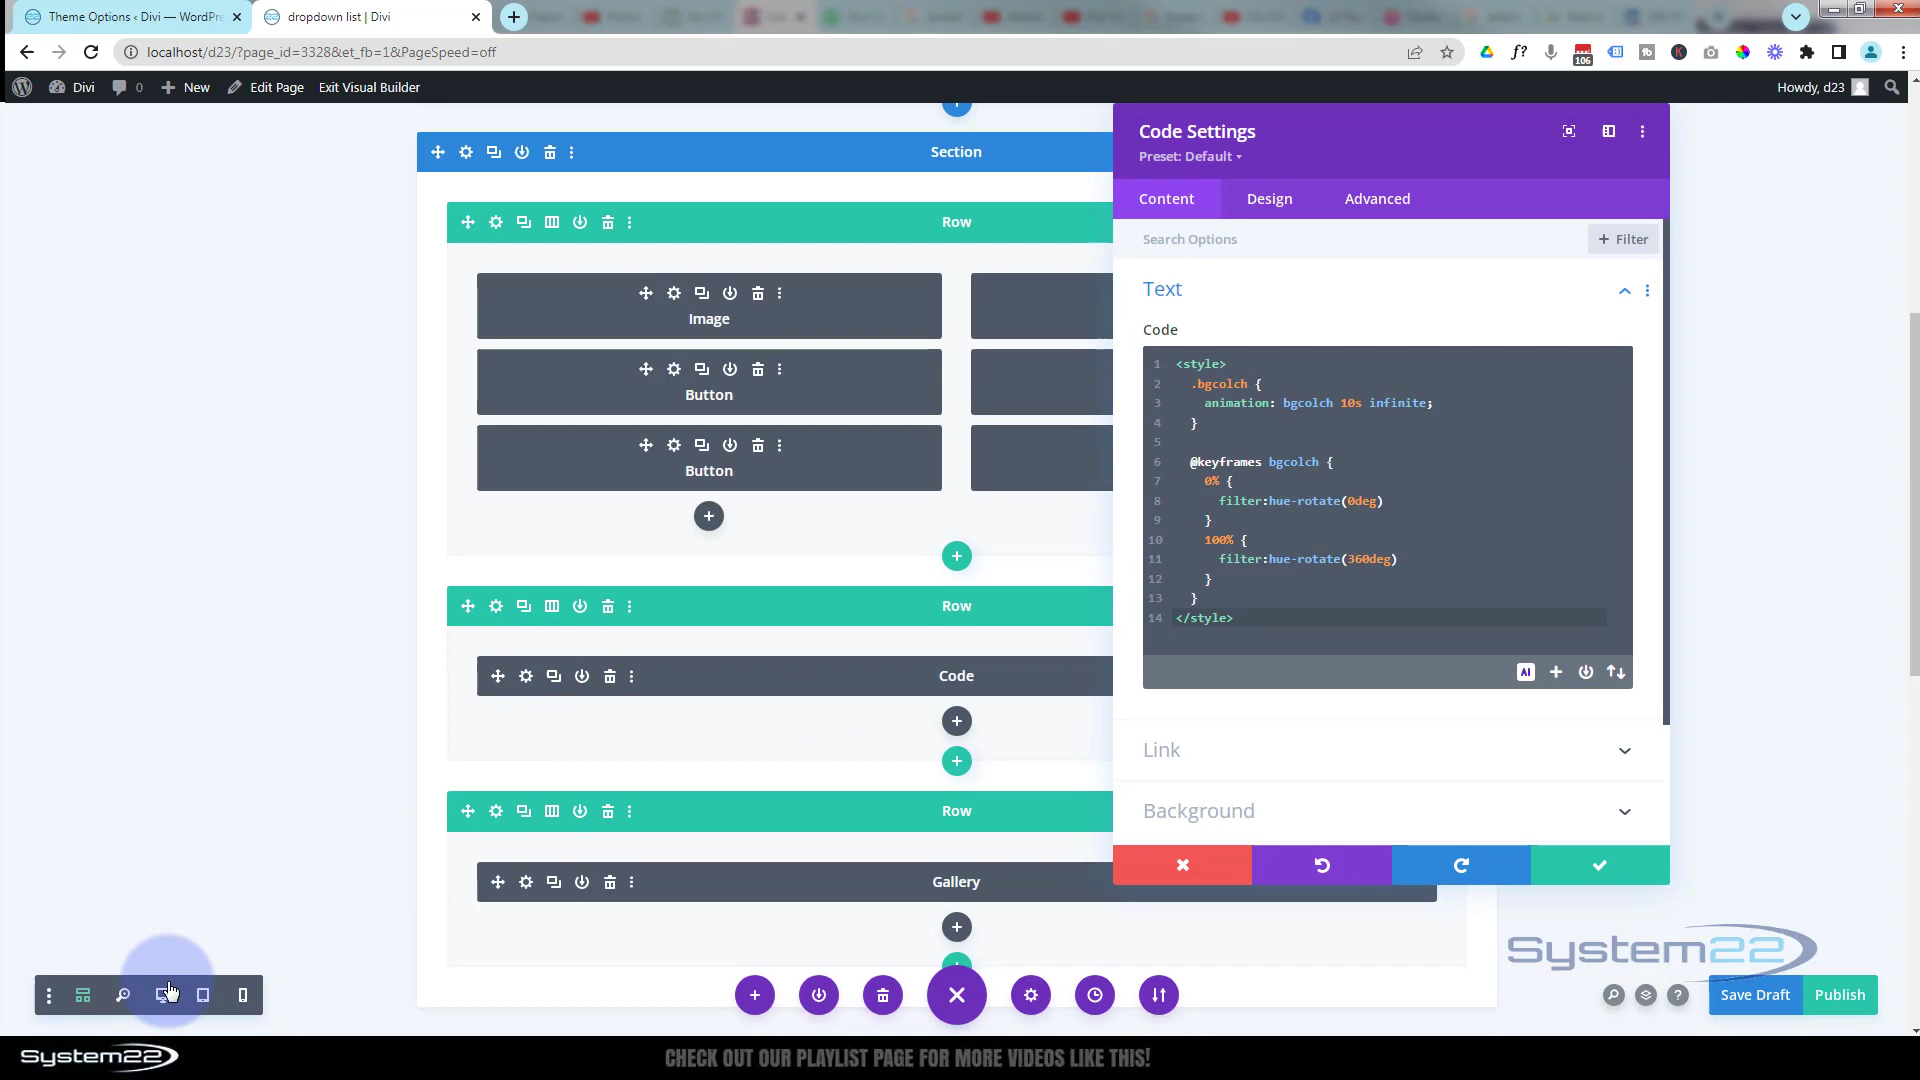 Theme Options ‹ Divi — WordPre
dropdown list | Divi
localhost/d23/?page_id=3328&et_fb=1&PageSpeed=off
106
Divi
0
New
Edit Page
Exit Visual Builder
Howdy, d23
Section
Row
Image
Button
Button
Row
Code
Row
Gallery
Code Settings
Preset: Default
Content
Design
Advanced
Search Options
+ Filter
Text
Code
1 <style>
2 .bgcolch {
3 animation: bgcolch 10s infinite;
4 }
5
6 @keyframes bgcolch {
7 0% {
8 filter:hue-rotate(0deg)
9 }
10 100% {
11 filter:hue-rotate(360deg)
12 }
13 }
14 </style>
AI
Link
Background
System22
Save Draft
Publish
System22
CHECK OUT OUR PLAYLIST PAGE FOR MORE VIDEOS LIKE THIS!